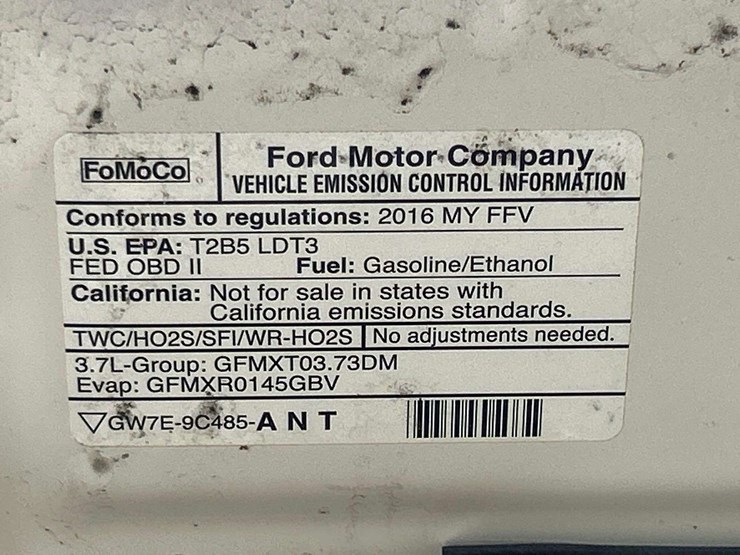 FoMoCo
Ford Motor Company
VEHICLE EMISSION CONTROL INFORMATION
Conforms to regulations: 2016 MY FFV
U.S. EPA: T2B5 LDT3
FED OBD II Fuel: Gasoline/Ethanol
California: Not for sale in states with
California emissions standards.
TWC/HO2S/SFI/WR-HO2S No adjustments needed.
3.7L-Group: GFMXT03.73DM
Evap: GFMXR0145GBV
GW7E-9C485-A N T